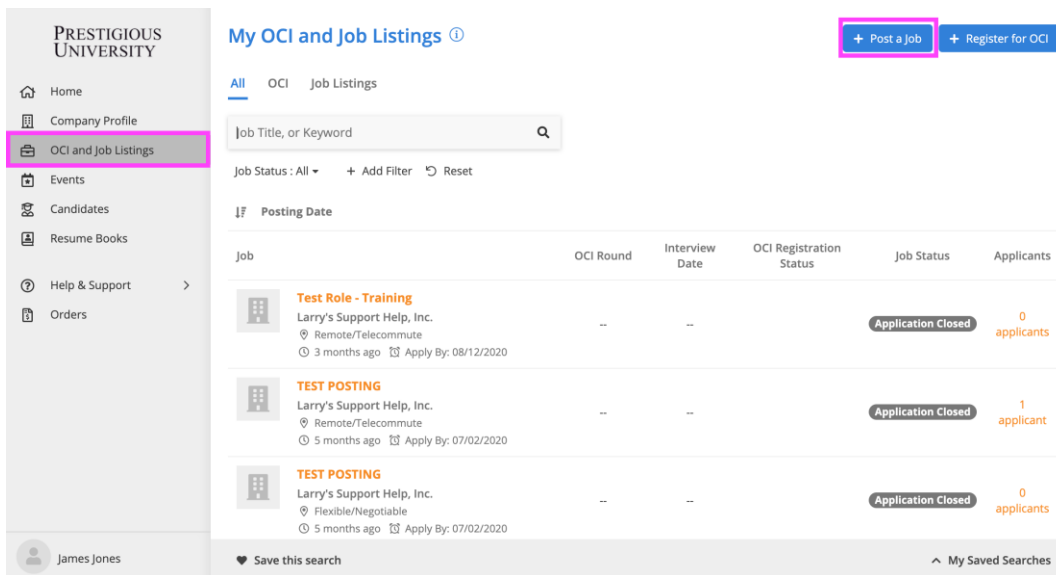 PRESTIGIOUS
UNIVERSITY
Home
Company Profile
OCI and Job Listings
Events
Candidates
Resume Books
Help & Support
Orders
James Jones
My OCI and Job Listings
+ Post a Job
+ Register for OCI
All OCI Job Listings
Job Title, or Keyword
Job Status : All + Add Filter Reset
Posting Date
Job OCI Round Interview Date OCI Registration Status Job Status Applicants
Test Role - Training
Larry's Support Help, Inc.
Remote/Telecommute
3 months ago Apply By: 08/12/2020
-- -- Application Closed 0 applicants
TEST POSTING
Larry's Support Help, Inc.
Remote/Telecommute
5 months ago Apply By: 07/02/2020
-- -- Application Closed 1 applicant
TEST POSTING
Larry's Support Help, Inc.
Flexible/Negotiable
5 months ago Apply By: 07/02/2020
-- -- Application Closed 0 applicants
Save this search
My Saved Searches